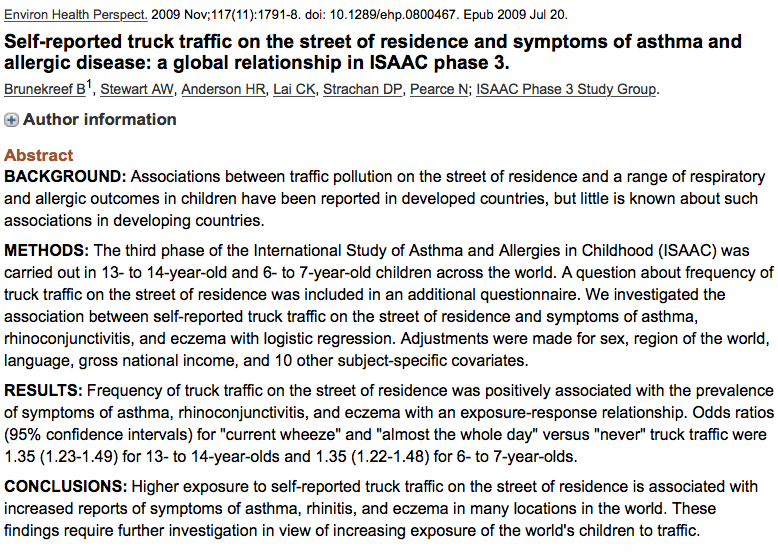 Environ Health Perspect. 2009 Nov;117(11):1791-8. doi: 10.1289/ehp.0800467. Epub 2009 Jul 20.
Self-reported truck traffic on the street of residence and symptoms of asthma and
allergic disease: a global relationship in ISAAC phase 3.
Brunekreef B1, Stewart AW, Anderson HR, Lai CK, Strachan DP, Pearce N; ISAAC Phase 3 Study Group.
Author information
Abstract
BACKGROUND: Associations between traffic pollution on the street of residence and a range of respiratory
and allergic outcomes in children have been reported in developed countries, but little is known about such
associations in developing countries.
METHODS: The third phase of the International Study of Asthma and Allergies in Childhood (ISAAC) was
carried out in 13- to 14-year-old and 6- to 7-year-old children across the world. A question about frequency of
truck traffic on the street of residence was included in an additional questionnaire. We investigated the
association between self-reported truck traffic on the street of residence and symptoms of asthma,
rhinoconjunctivitis, and eczema with logistic regression. Adjustments were made for sex, region of the world,
language, gross national income, and 10 other subject-specific covariates.
RESULTS: Frequency of truck traffic on the street of residence was positively associated with the prevalence
of symptoms of asthma, rhinoconjunctivitis, and eczema with an exposure-response relationship. Odds ratios
(95% confidence intervals) for "current wheeze" and "almost the whole day" versus "never" truck traffic were
1.35 (1.23-1.49) for 13- to 14-year-olds and 1.35 (1.22-1.48) for 6- to 7-year-olds.
CONCLUSIONS: Higher exposure to self-reported truck traffic on the street of residence is associated with
increased reports of symptoms of asthma, rhinitis, and eczema in many locations in the world. These
findings require further investigation in view of increasing exposure of the world's children to traffic.